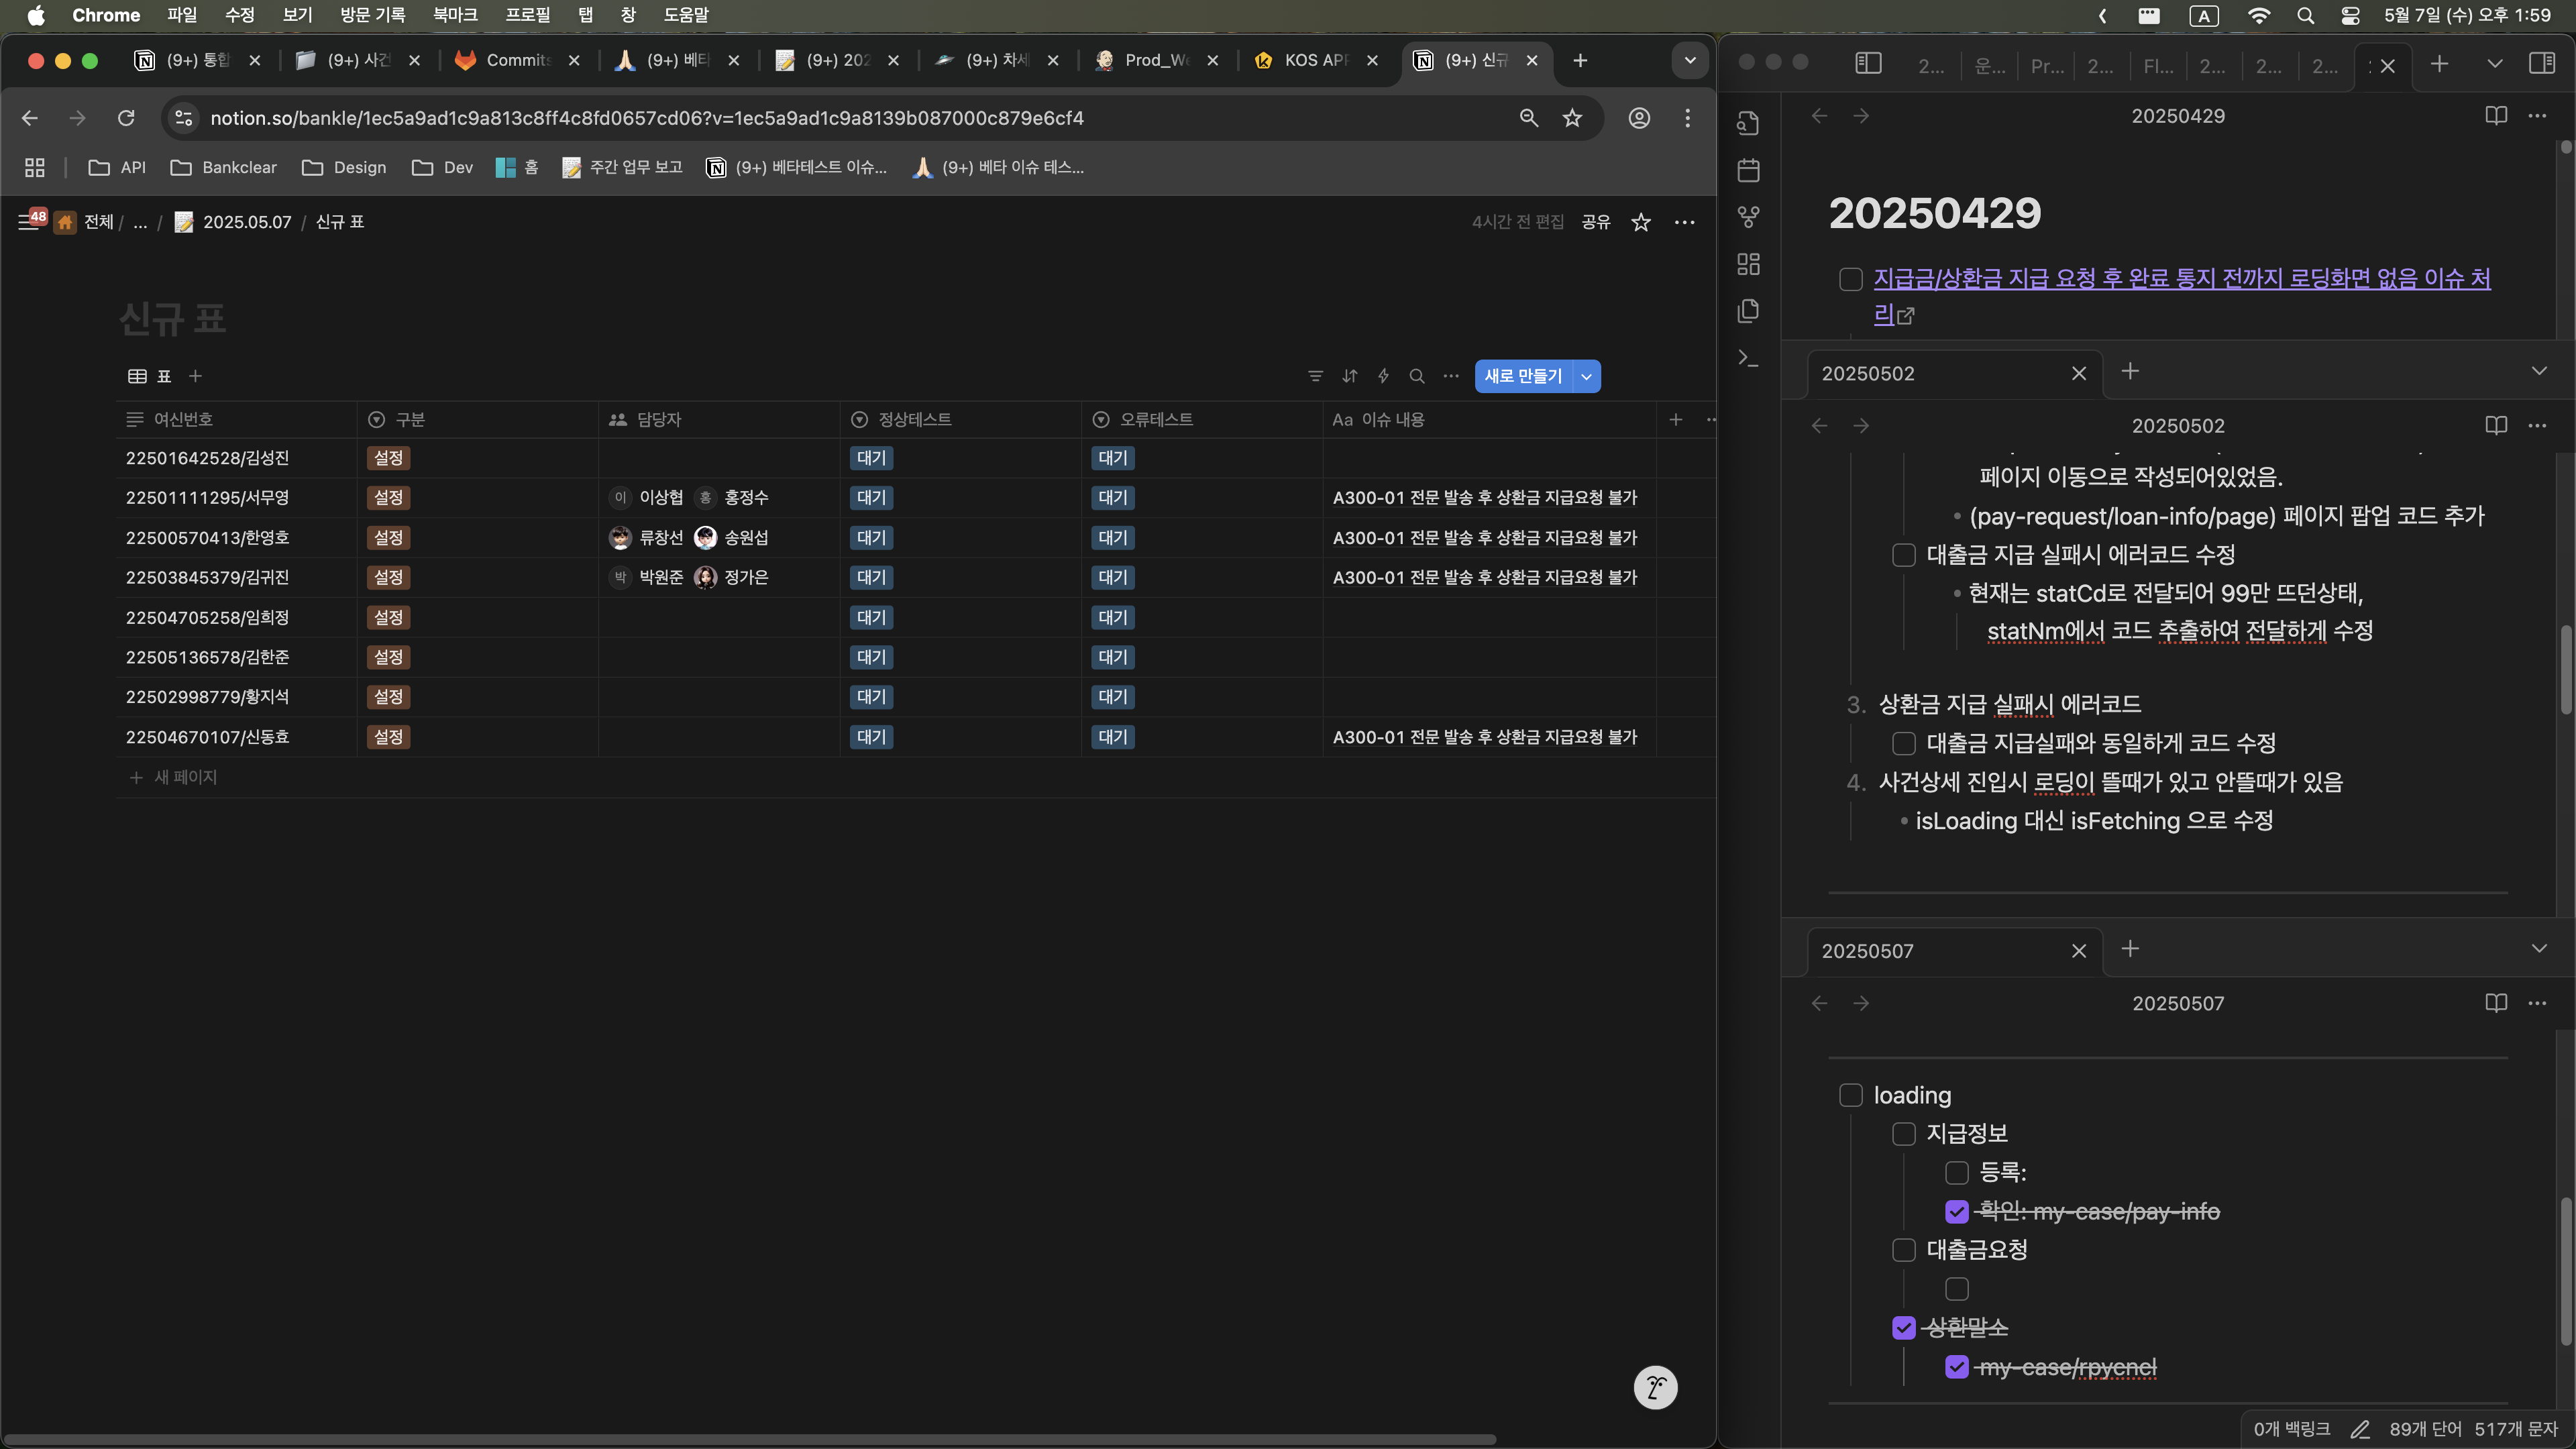 Chrome 파일 수정 보기 방문 기록 북마크 프로필 탭 창 도움말
A 5월 7일 (수) 오후 1:59
(9+) 통합 (9+) 사건 Commits (9+) 베타 (9+) 202 (9+) 차세 Prod_We KOS APP (9+) 신규
notion.so/bankle/1ec5a9ad1c9a813c8ff4c8fd0657cd06?v=1ec5a9ad1c9a8139b087000c879e6cf4
API Bankclear Design Dev 홈 주간 업무 보고 (9+) 베타테스트 이슈... (9+) 베타 이슈 테스...
48 전체 / ... / 2025.05.07 / 신규 표
4시간 전 편집 공유
신규 표
표
새로 만들기
여신번호 구분 담당자 정상테스트 오류테스트 Aa 이슈 내용
22501642528/김성진 설정 대기 대기
22501111295/서무영 설정 이 이상협 홍 홍정수 대기 대기 A300-01 전문 발송 후 상환금 지급요청 불가
22500570413/한영호 설정 류창선 송원섭 대기 대기 A300-01 전문 발송 후 상환금 지급요청 불가
22503845379/김귀진 설정 박 박원준 정가은 대기 대기 A300-01 전문 발송 후 상환금 지급요청 불가
22504705258/임희정 설정 대기 대기
22505136578/김한준 설정 대기 대기
22502998779/황지석 설정 대기 대기
22504670107/신동효 설정 대기 대기 A300-01 전문 발송 후 상환금 지급요청 불가
새 페이지
2... 운... Pr... 2... Fl... 2... 2... 2...
20250429
20250429
지급금/상환금 지급 요청 후 완료 통지 전까지 로딩화면 없음 이슈 처
리
20250502
20250502
페이지 이동으로 작성되어있었음.
(pay-request/loan-info/page) 페이지 팝업 코드 추가
대출금 지급 실패시 에러코드 수정
현재는 statCd로 전달되어 99만 뜨던상태,
statNm에서 코드 추출하여 전달하게 수정
3. 상환금 지급 실패시 에러코드
대출금 지급실패와 동일하게 코드 수정
4. 사건상세 진입시 로딩이 뜰때가 있고 안뜰때가 있음
isLoading 대신 isFetching 으로 수정
20250507
20250507
loading
지급정보
등록:
확인: my-case/pay-info
대출금요청
상환말소
my-case/rpycncl
0개 백링크 89개 단어 517개 문자